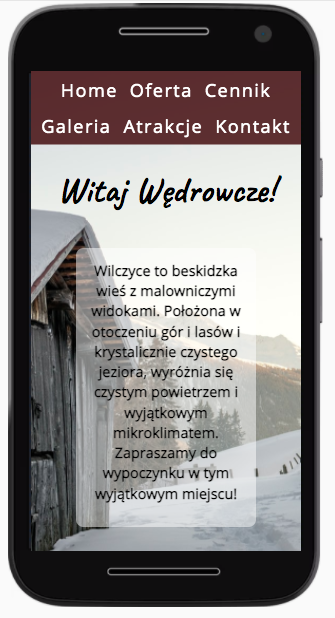 Home Oferta Cennik
Galeria Atrakcje Kontakt
Witaj Wędrowcze!
Wilczyce to beskidzka
wieś z malowniczymi
widokami. Położona w
otoczeniu gór i lasów i
krystalicznie czystego
jeziora, wyróżnia się
czystym powietrzem i
wyjątkowym
mikroklimatem.
Zapraszamy do
wypoczynku w tym
wyjątkowym miejscu!